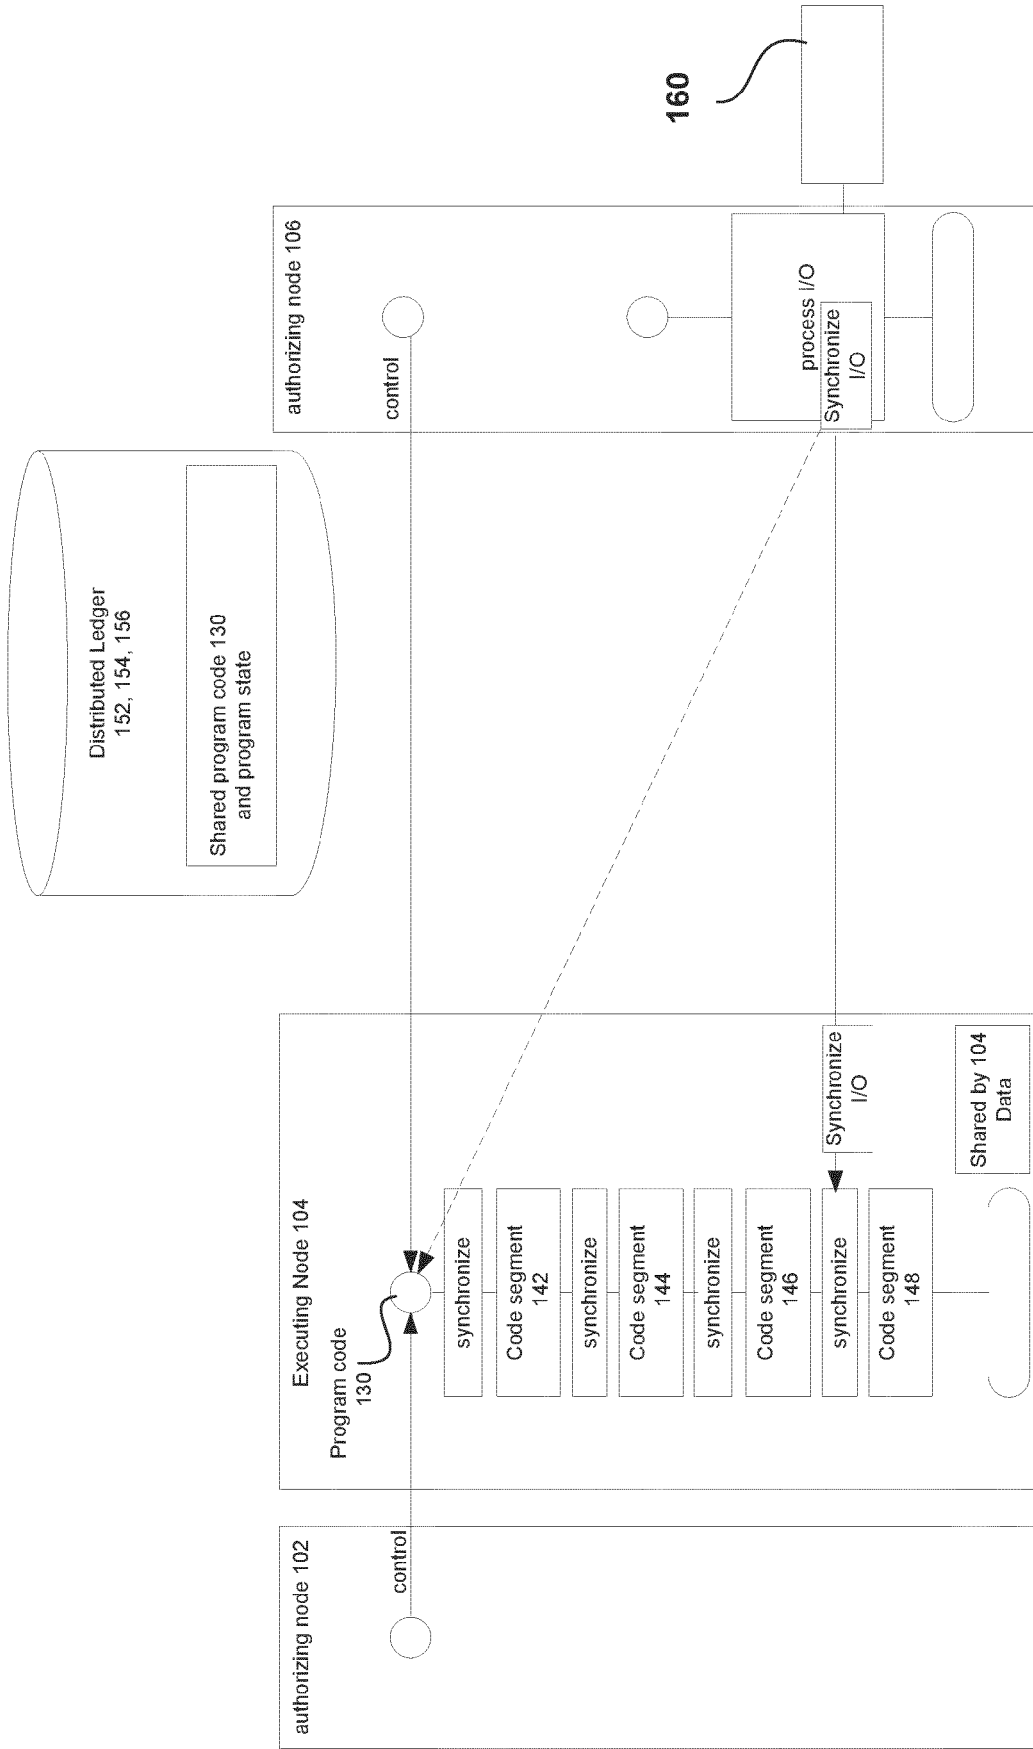 Distributed Ledger
152, 154, 156
Shared program code 130
and program state
authorizing node 102
control
Executing Node 104
Program code
130
synchronize
Code segment
142
synchronize
Code segment
144
synchronize
Code segment
146
synchronize
Code segment
148
Synchronize
I/O
Shared by 104
Data
authorizing node 106
control
process I/O
Synchronize
I/O
160